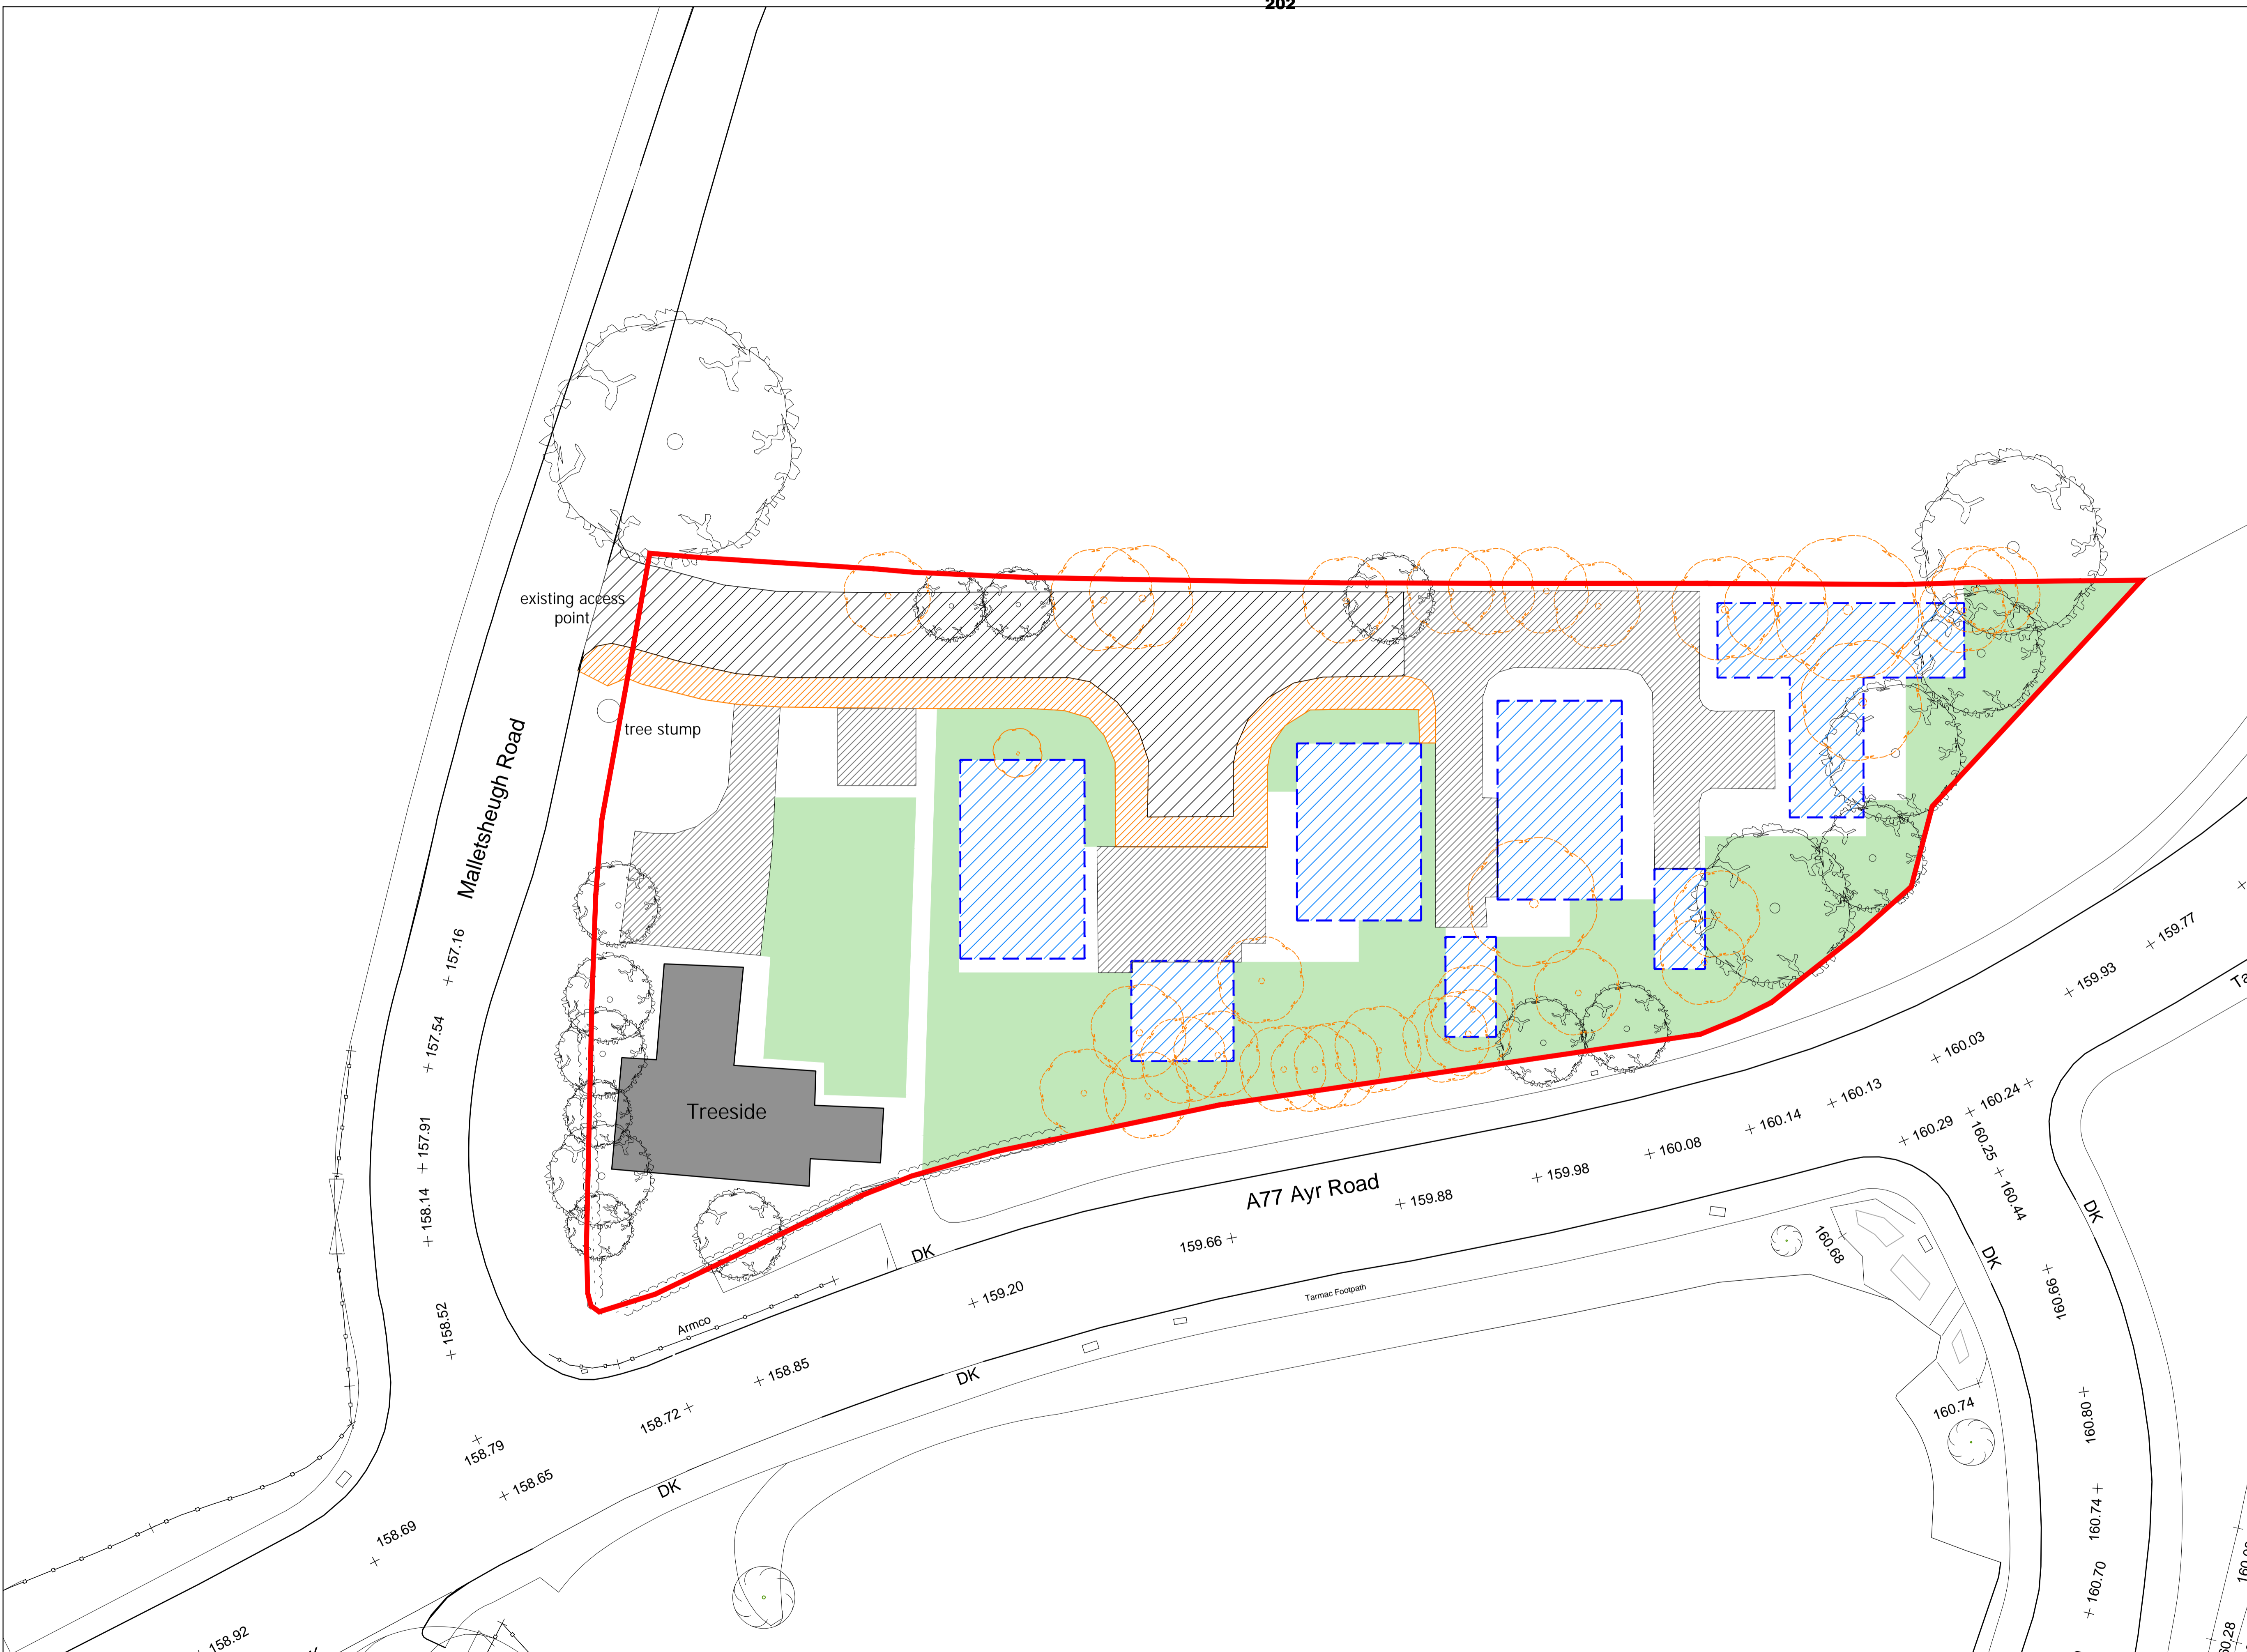 202
existing access
point
tree stump
Malletsheugh Road
157.16
157.54
157.91
158.14
158.52
Treeside
Armco
DK
A77 Ayr Road
159.66
159.88
159.98
160.08
160.14
160.13
160.03
159.93
159.77
160.29
160.24
160.25
160.44
160.68
DK
DK
160.66
159.20
Tarmac Footpath
158.85
DK
158.72
158.79
158.65
DK
158.69
158.92
160.74
160.80
160.74
160.70